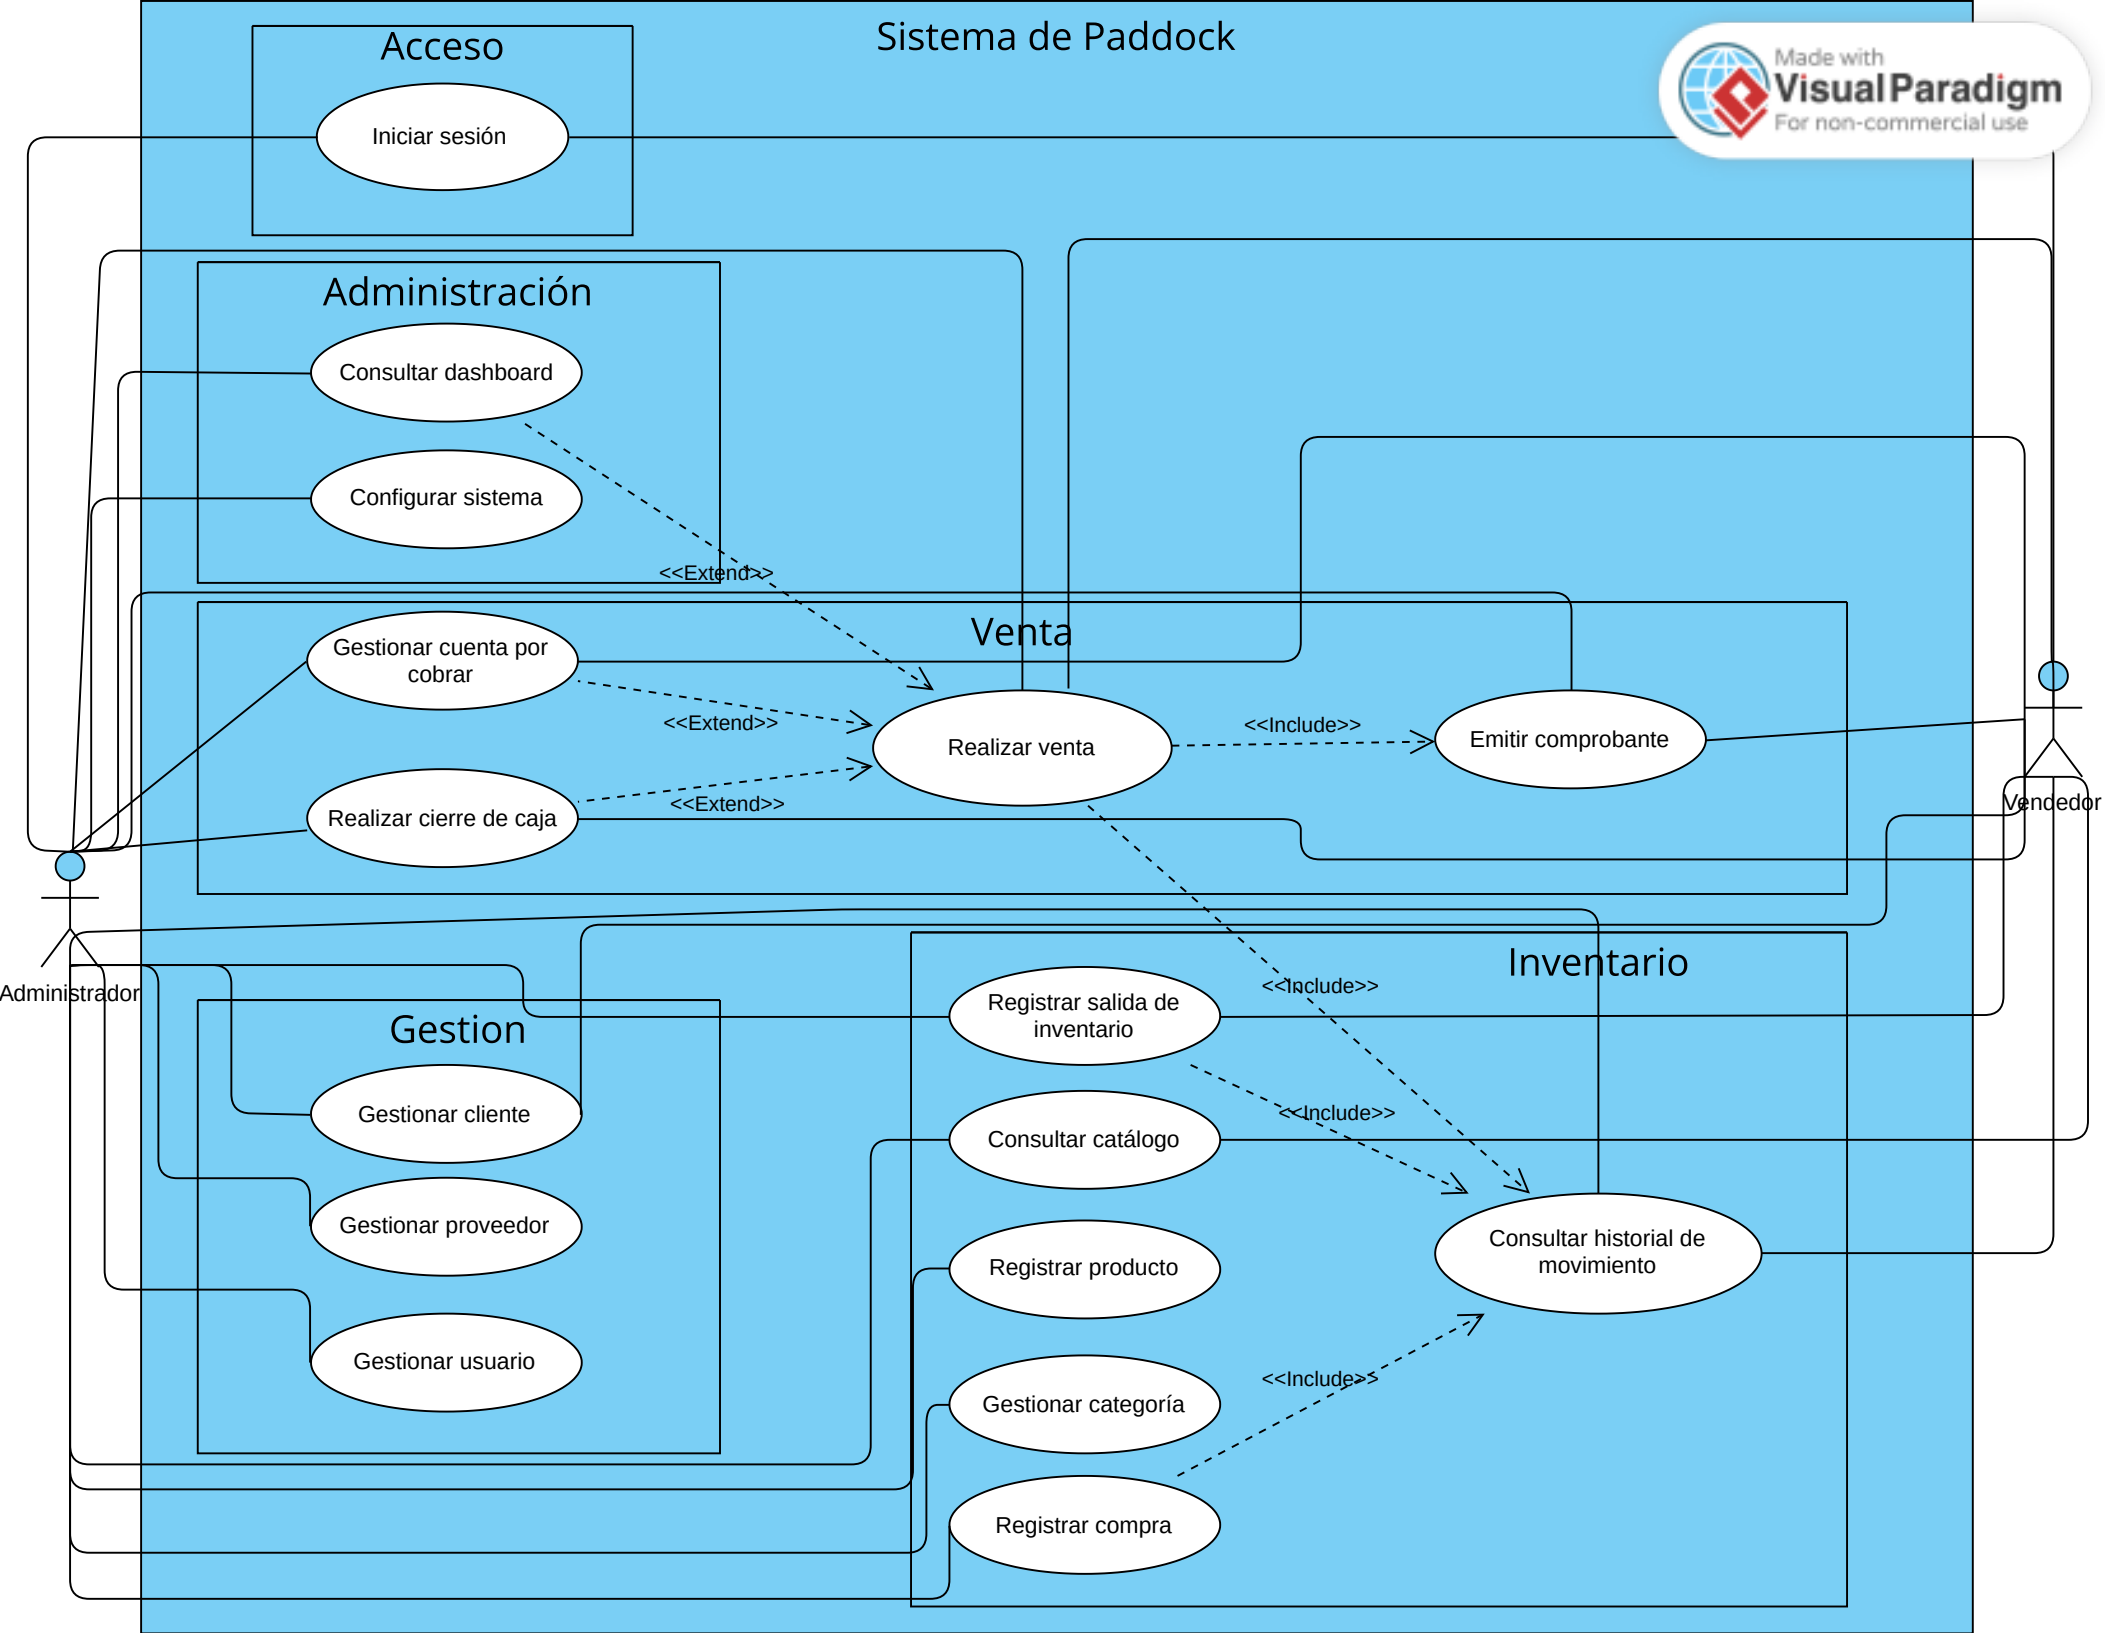 Sistema de Paddock
Made with
Visual Paradigm
For non-commercial use
Acceso
Iniciar sesión
Administración
Consultar dashboard
Configurar sistema
<<Extend>>
Venta
Gestionar cuenta por
cobrar
<<Extend>>
Realizar venta
<<Include>>
Emitir comprobante
<<Extend>>
Realizar cierre de caja
Vendedor
Administrador
Inventario
<<Include>>
Registrar salida de
inventario
Gestion
Gestionar cliente
<<Include>>
Consultar catálogo
Gestionar proveedor
Consultar historial de
movimiento
Registrar producto
Gestionar usuario
<<Include>>
Gestionar categoría
Registrar compra